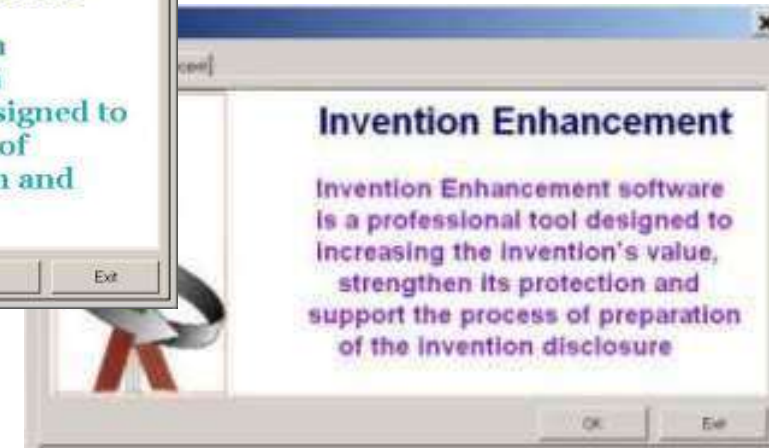 signed to
of
and
Exit
Invention Enhancement
Invention Enhancement software
is a professional tool designed to
increasing the invention's value,
strengthen its protection and
support the process of preparation
of the invention disclosure
OK
Exit